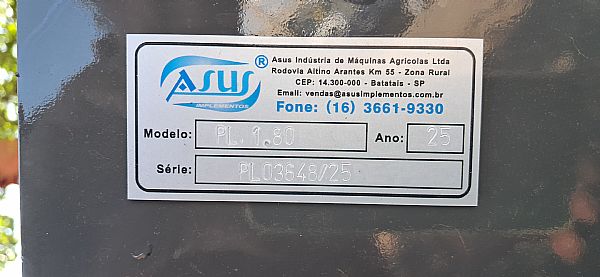 ASUS ®
IMPLEMENTOS
Asus Indústria de Máquinas Agrícolas Ltda
Rodovia Altino Arantes Km 55 - Zona Rural
CEP: 14.300-000 - Batatais - SP
Email: vendas@asusimplementos.com.br
Fone: (16) 3661-9330
Modelo: PL.1.80 Ano: 25
Série: PL03648/25